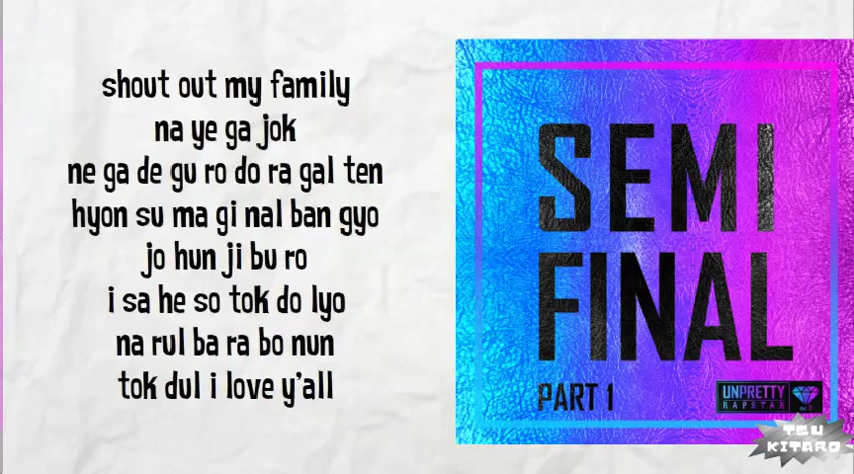 shout out my family
na ye ga jok
ne ga de gu ro do ra gal ten
hyon su ma gi nal ban gyo
jo hun ji bu ro
i sa he so tok do lyo
na rul ba ra bo nun
tok dul i love y'all
SEMI
FINAL
PART 1
UNPRETTY
RAPSTAR
TSU
KITARO